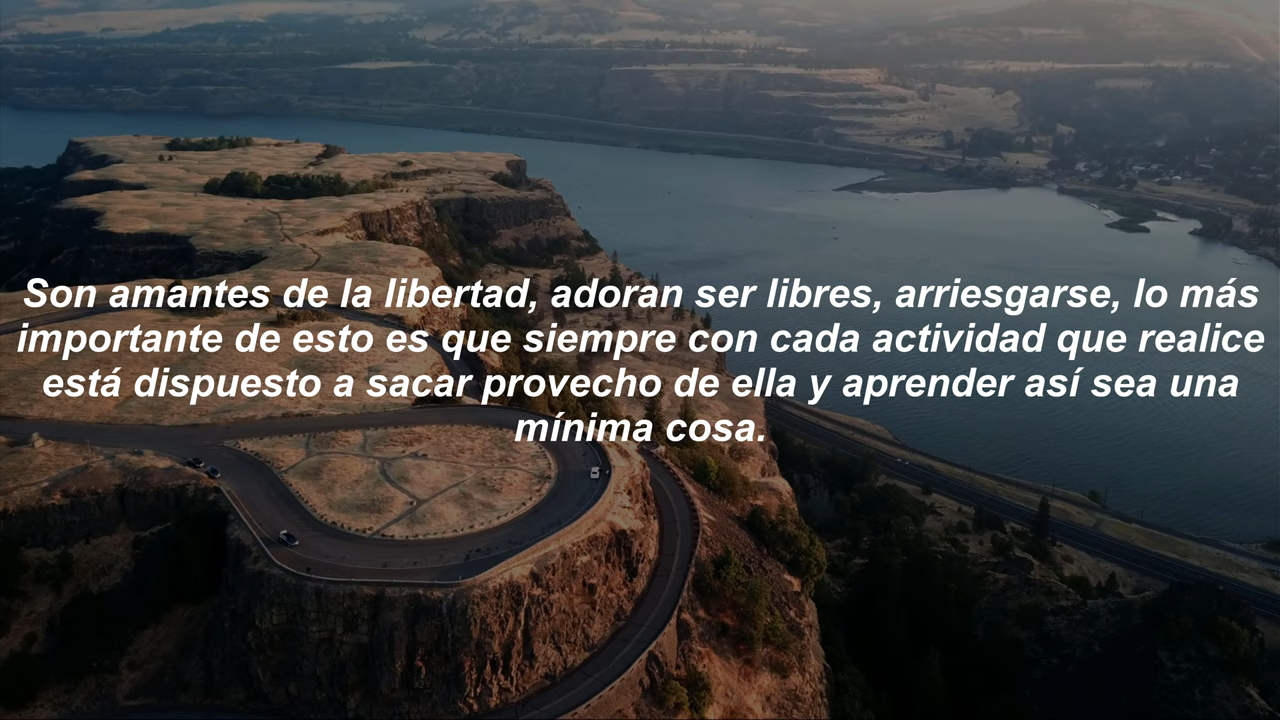 Son amantes de la libertad, adoran ser libres, arriesgarse, lo más
importante de esto es que siempre con cada actividad que realice
está dispuesto a sacar provecho de ella y aprender así sea una
mínima cosa.